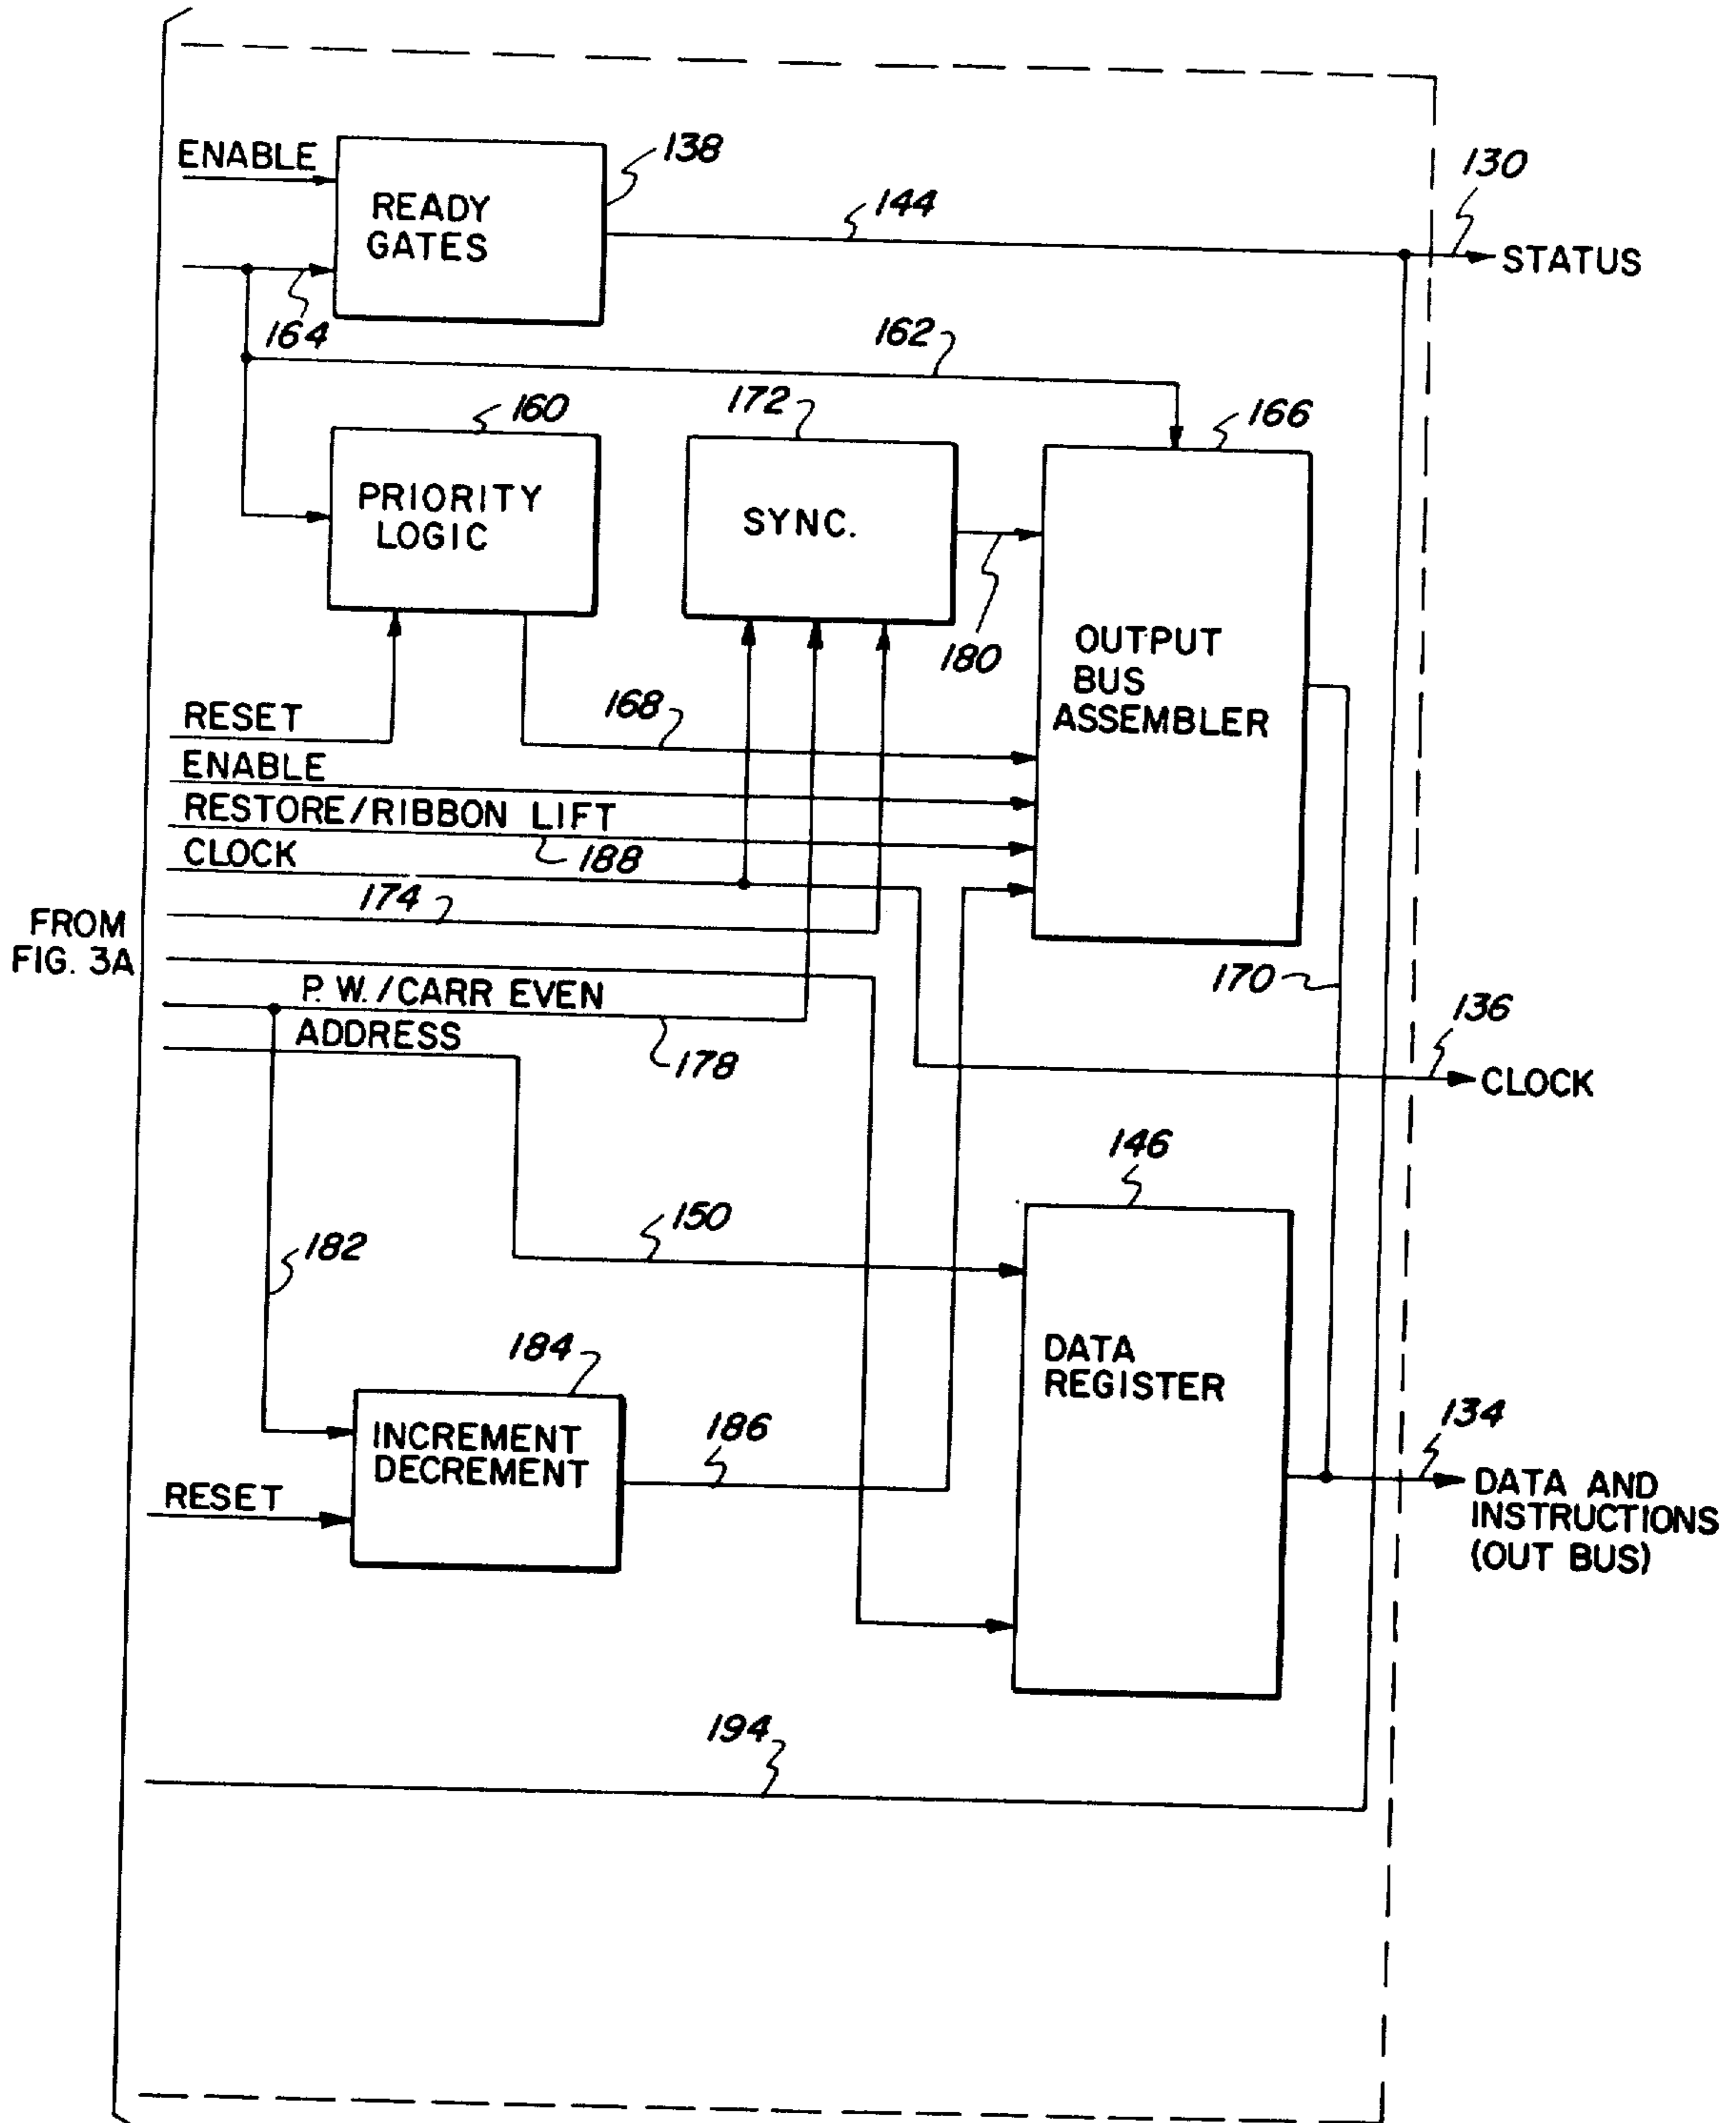 ENABLE
138
READY
GATES
144
130
STATUS
164
162
160
172
166
PRIORITY
LOGIC
SYNC.
180
OUTPUT
BUS
ASSEMBLER
RESET
168
ENABLE
RESTORE/RIBBON LIFT
188
CLOCK
174
FROM
FIG. 3A
170
P. W. /CARR EVEN
178
ADDRESS
136
CLOCK
146
150
182
DATA
REGISTER
184
INCREMENT
DECREMENT
186
134
RESET
DATA AND
INSTRUCTIONS
(OUT BUS)
194